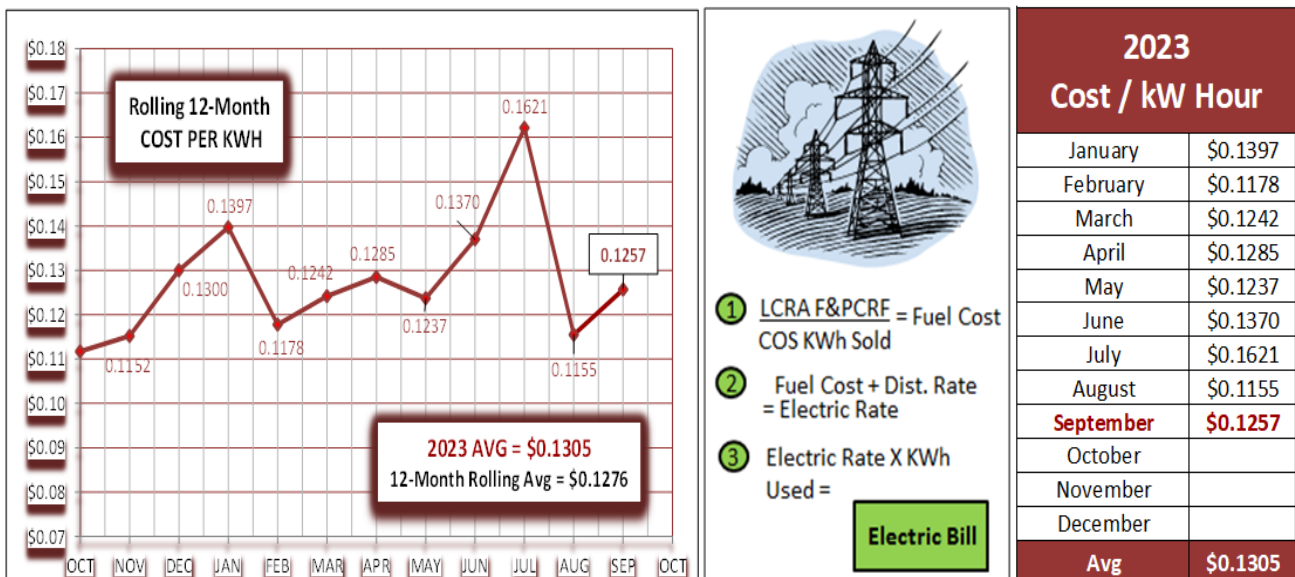 $0.18
$0.17
$0.16
$0.15
$0.14
$0.13
$0.12
$0.11
$0.10
$0.09
$0.08
$0.07
Rolling 12-Month
COST PER KWH
0.1152
0.1300
0.1397
0.1178
0.1242
0.1285
0.1237
0.1370
0.1621
0.1155
0.1257
2023 AVG = $0.1305
12-Month Rolling Avg = $0.1276
OCT NOV DEC JAN FEB MAR APR MAY JUN JUL AUG SEP OCT
1 LCRA F&PCRF = Fuel Cost
COS KWh Sold
2 Fuel Cost + Dist. Rate
= Electric Rate
3 Electric Rate X KWh
Used =
Electric Bill
2023
Cost / kW Hour
January $0.1397
February $0.1178
March $0.1242
April $0.1285
May $0.1237
June $0.1370
July $0.1621
August $0.1155
September $0.1257
October
November
December
Avg $0.1305